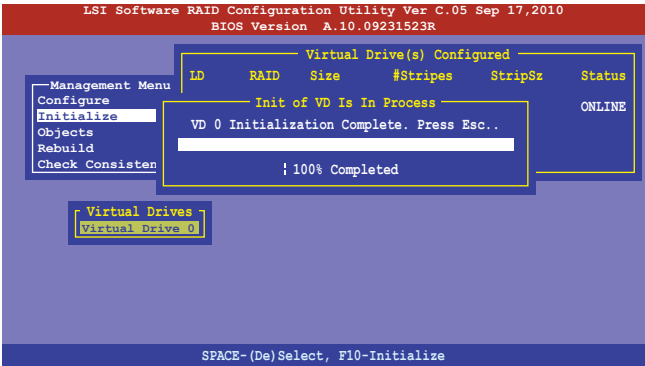 LSI Software RAID Configuration Utility Ver C.05 Sep 17,2010
BIOS Version A.10.09231523R
Virtual Drive(s) Configured
LD RAID Size #Stripes StripSz Status
ONLINE
Management Menu
Configure
Initialize
Objects
Rebuild
Check Consisten
Init of VD Is In Process
VD 0 Initialization Complete. Press Esc..
100% Completed
Virtual Drives
Virtual Drive 0
SPACE-(De)Select, F10-Initialize